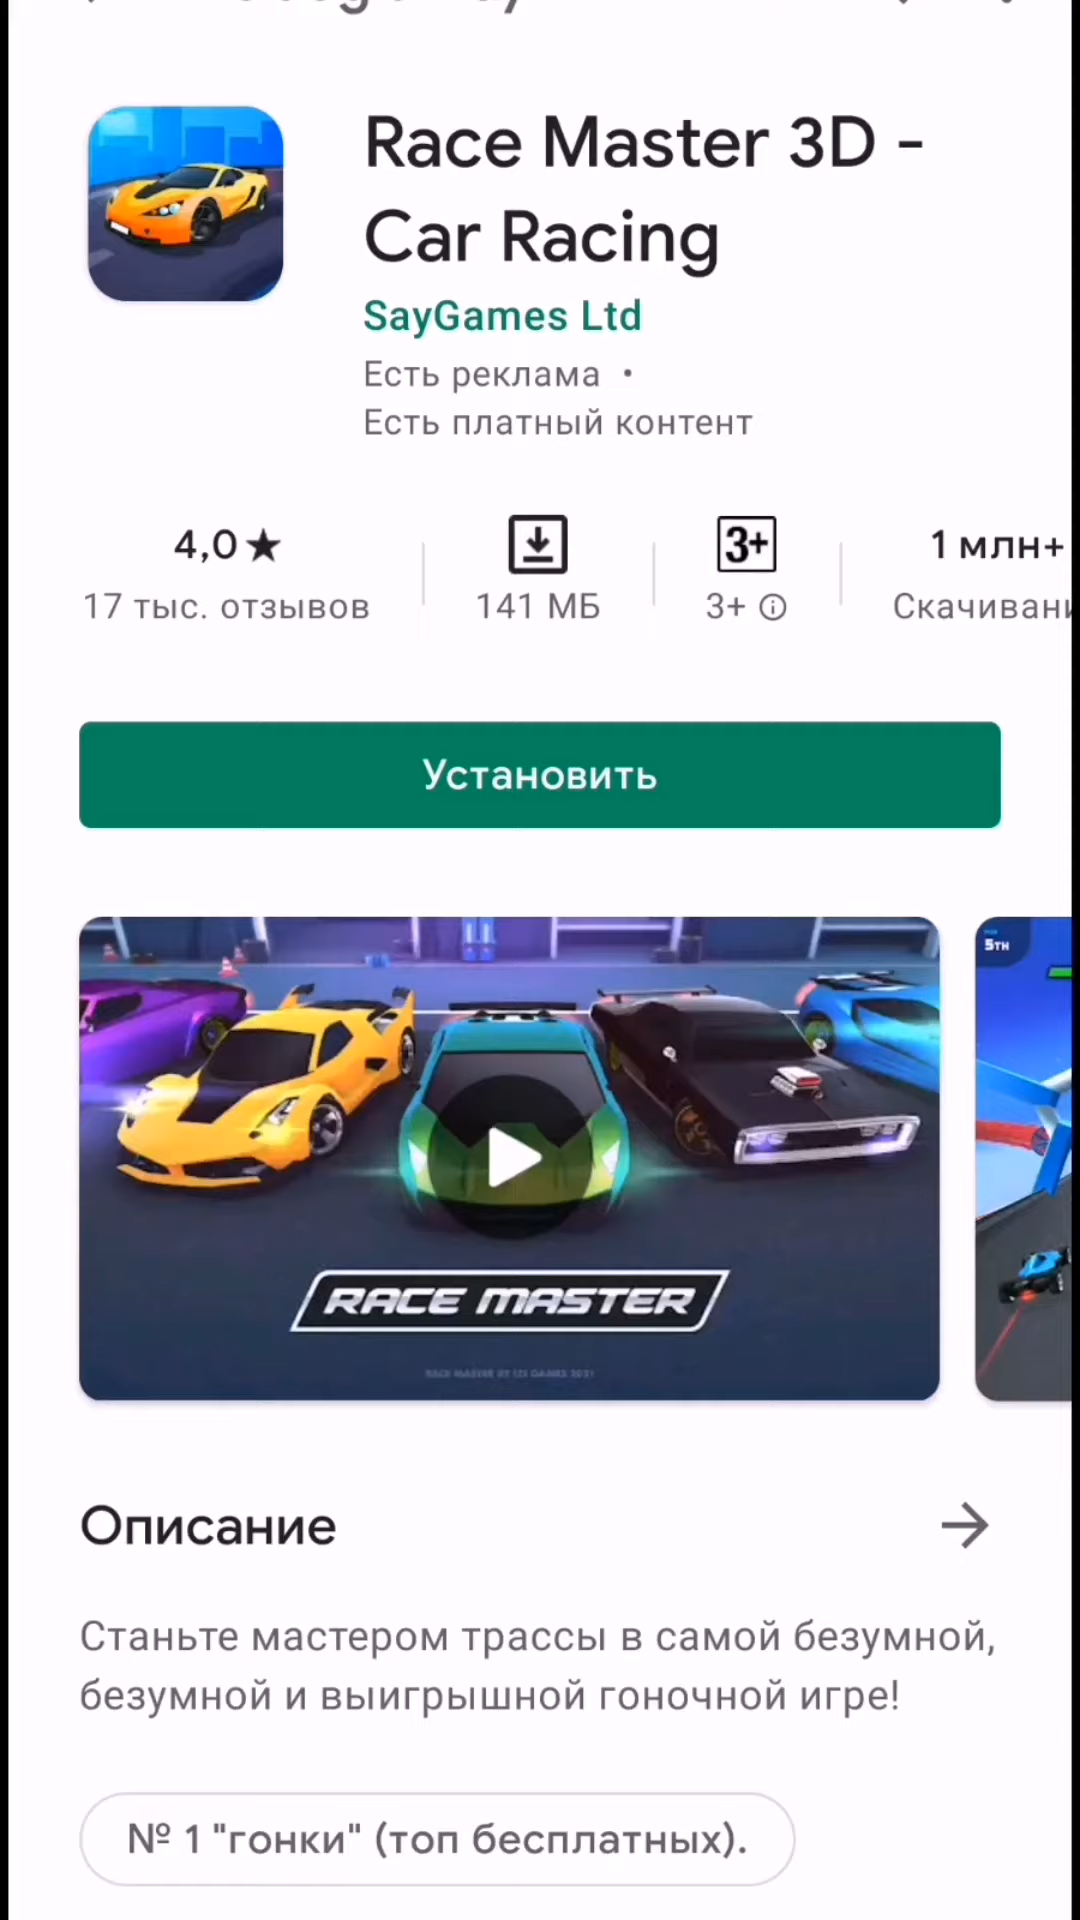 Race Master 3D -
Car Racing
SayGames Ltd
Есть реклама •
Есть платный контент
4,0★
17 тыс. отзывов
141 МБ
3+
3+
1 млн+
Скачивани
Установить
5TH
RACE MASTER
Описание
Станьте мастером трассы в самой безумной,
безумной и выигрышной гоночной игре!
№ 1 "гонки" (топ бесплатных).